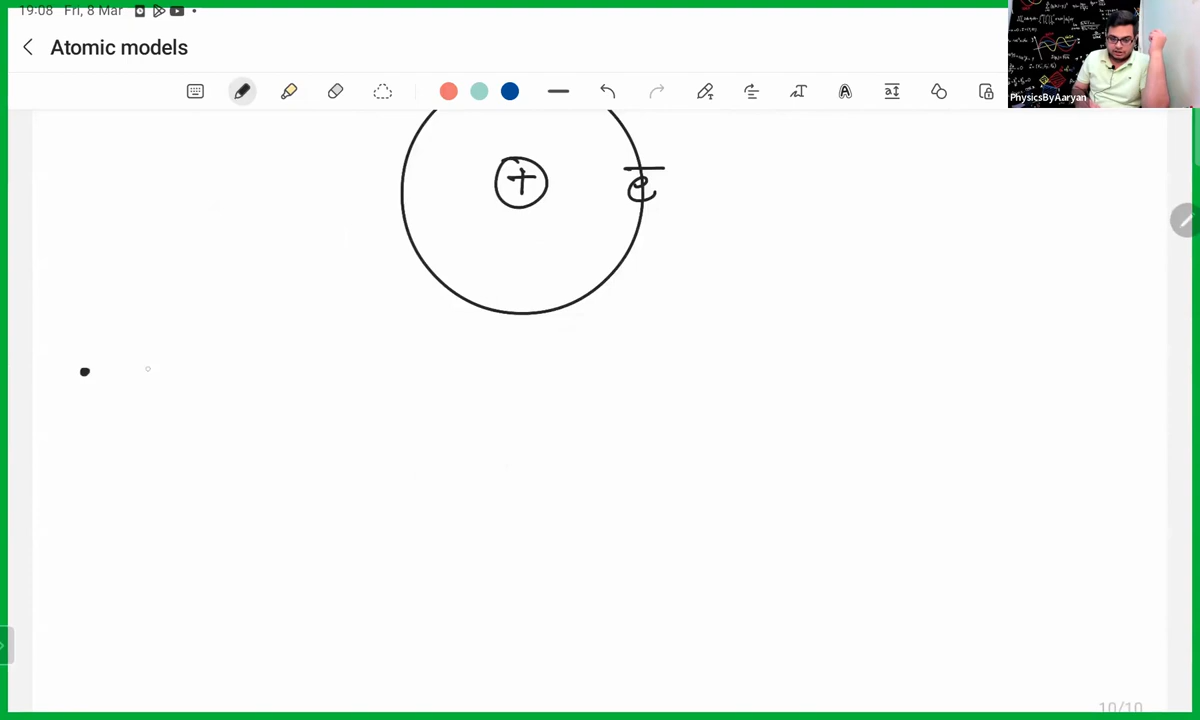 19:08 Fri, 8 Mar
Atomic models
PhysicsByAaryan
+
e
10/10